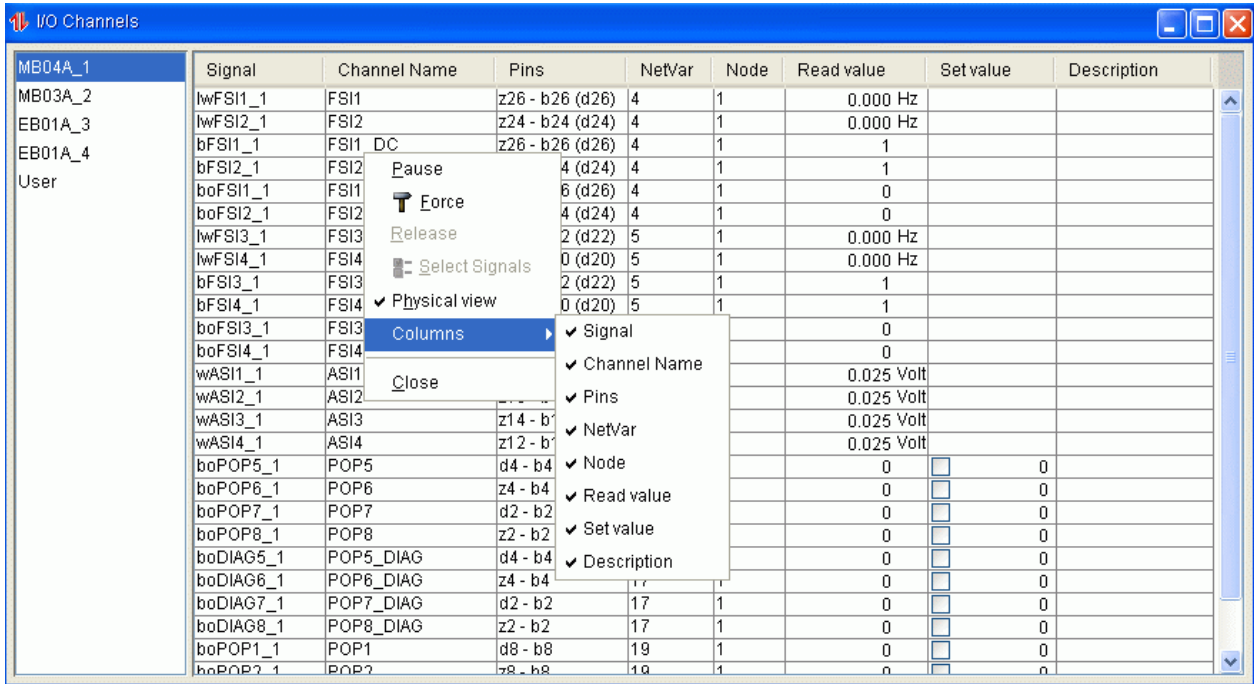 I/O Channels
MB04A_1
MB03A_2
EB01A_3
EB01A_4
User
Signal Channel Name Pins NetVar Node Read value Set value Description
lwFSI1_1 FSI1 z26 - b26 (d26) 4 1 0.000 Hz
lwFSI2_1 FSI2 z24 - b24 (d24) 4 1 0.000 Hz
bFSI1_1 FSI1_DC z26 - b26 (d26) 4 1 1
bFSI2_1 FSI2 4 (d24) 4 1 1
boFSI1_1 FSI1 6 (d26) 4 1 0
boFSI2_1 FSI2 4 (d24) 4 1 0
lwFSI3_1 FSI3 2 (d22) 5 1 0.000 Hz
lwFSI4_1 FSI4 0 (d20) 5 1 0.000 Hz
bFSI3_1 FSI3 2 (d22) 5 1 1
bFSI4_1 FSI4 0 (d20) 5 1 1
boFSI3_1 FSI3 0
boFSI4_1 FSI4 0
wASI1_1 ASI1 0.025 Volt
wASI2_1 ASI2 0.025 Volt
wASI3_1 ASI3 z14 - b1 0.025 Volt
wASI4_1 ASI4 z12 - b1 0.025 Volt
boPOP5_1 POP5 d4 - b4 0 0
boPOP6_1 POP6 z4 - b4 0 0
boPOP7_1 POP7 d2 - b2 0 0
boPOP8_1 POP8 z2 - b2 0 0
boDIAG5_1 POP5_DIAG d4 - b4 0 0
boDIAG6_1 POP6_DIAG z4 - b4 17 1 0 0
boDIAG7_1 POP7_DIAG d2 - b2 17 1 0 0
boDIAG8_1 POP8_DIAG z2 - b2 17 1 0 0
boPOP1_1 POP1 d8 - b8 19 1 0 0
boPOP2_1 POP2 z8 - b8 19 1 0 0
Pause
Force
Release
Select Signals
Physical view
Columns
Close
Signal
Channel Name
Pins
NetVar
Node
Read value
Set value
Description